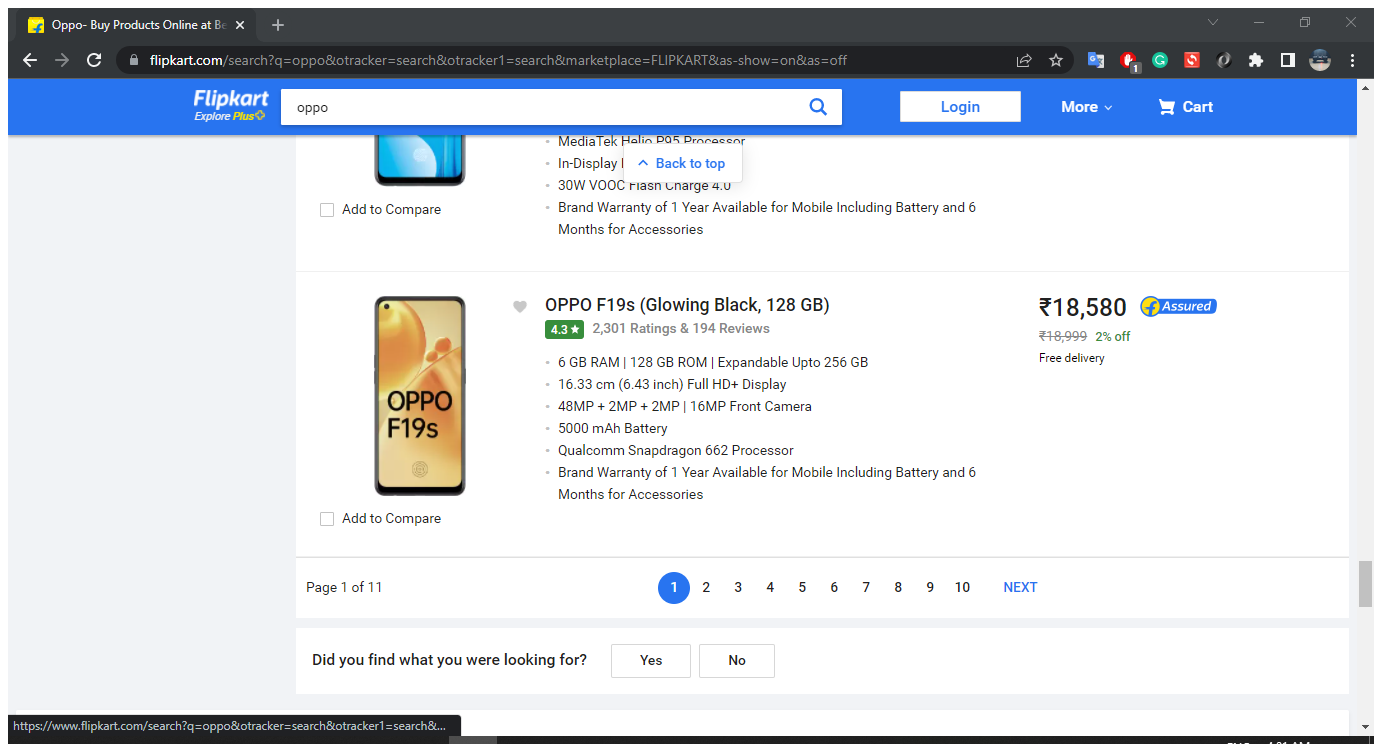 Oppo- Buy Products Online at Be
flipkart.com/search?q=oppo&otracker=search&otracker1=search&marketplace=FLIPKART&as-show=on&as=off
1
Flipkart
Explore Plus
oppo
Login
More
Cart
MediaTek Helio P95 Processor
In-Display
Back to top
30W VOOC Flash Charge 4.0
Add to Compare
Brand Warranty of 1 Year Available for Mobile Including Battery and 6
Months for Accessories
OPPO F19s (Glowing Black, 128 GB)
4.3 ★ 2,301 Ratings & 194 Reviews
₹18,580 Assured
₹18,999 2% off
Free delivery
6 GB RAM | 128 GB ROM | Expandable Upto 256 GB
16.33 cm (6.43 inch) Full HD+ Display
48MP + 2MP + 2MP | 16MP Front Camera
5000 mAh Battery
Qualcomm Snapdragon 662 Processor
Brand Warranty of 1 Year Available for Mobile Including Battery and 6
Months for Accessories
OPPO
F19s
Add to Compare
Page 1 of 11
1 2 3 4 5 6 7 8 9 10 NEXT
Did you find what you were looking for? Yes No
https://www.flipkart.com/search?q=oppo&otracker=search&otracker1=search&...